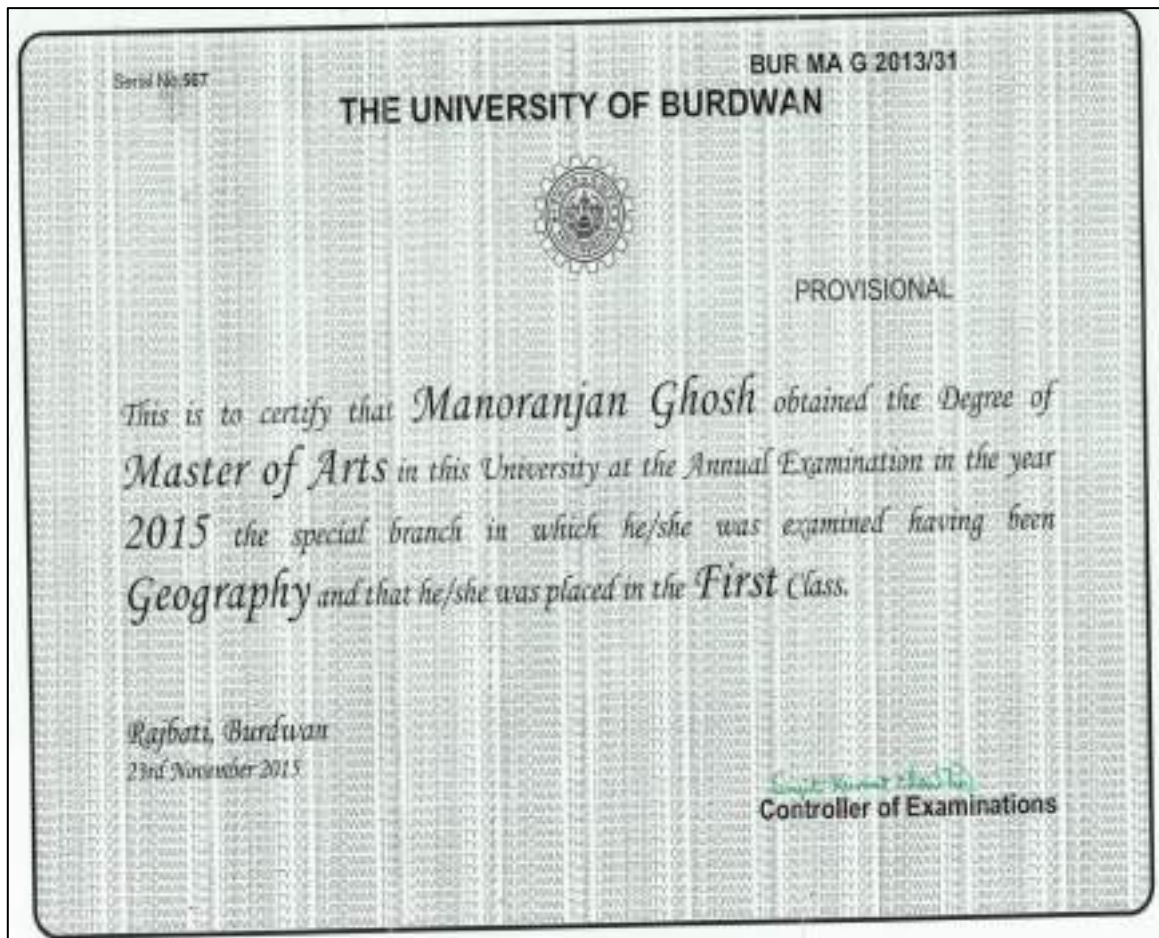 Serial No. 567
BUR MA G 2013/31
THE UNIVERSITY OF BURDWAN
PROVISIONAL
This is to certify that Manoranjan Ghosh obtained the Degree of
Master of Arts in this University at the Annual Examination in the year
2015 the special branch in which he/she was examined having been
Geography and that he/she was placed in the First Class.
Rajbati, Burdwan
23rd November 2015
Controller of Examinations